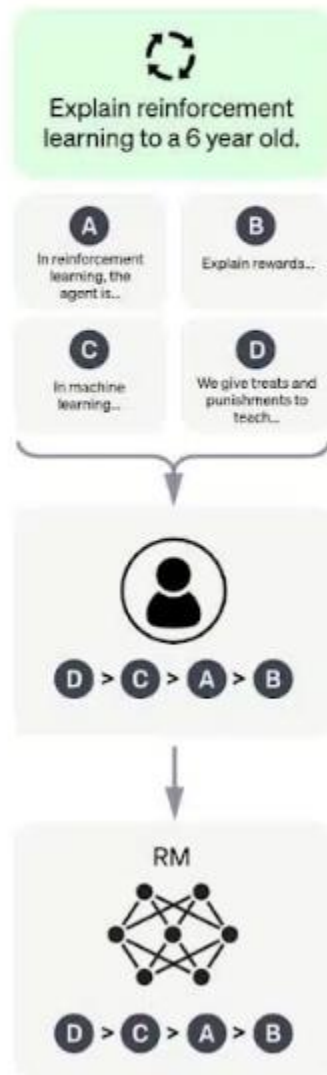 Explain reinforcement
learning to a 6 year old.
A
In reinforcement
learning, the
agent is...
B
Explain rewards...
C
In machine
learning...
D
We give treats and
punishments to
teach...
D > C > A > B
RM
D > C > A > B